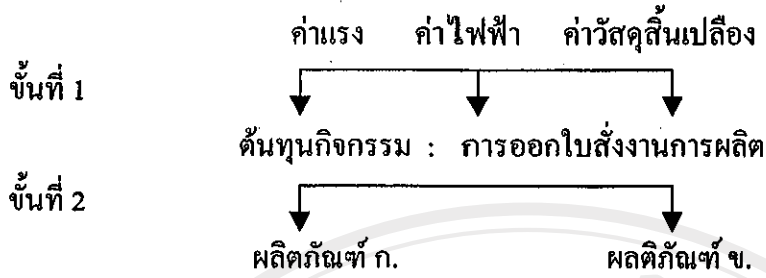 ค่าแรง ค่าไฟฟ้า ค่าวัสดุสิ้นเปลือง
ขั้นที่ 1
ต้นทุนกิจกรรม : การออกใบสั่งงานการผลิต
ขั้นที่ 2
ผลิตภัณฑ์ ก. ผลติภัณฑ์ ข.